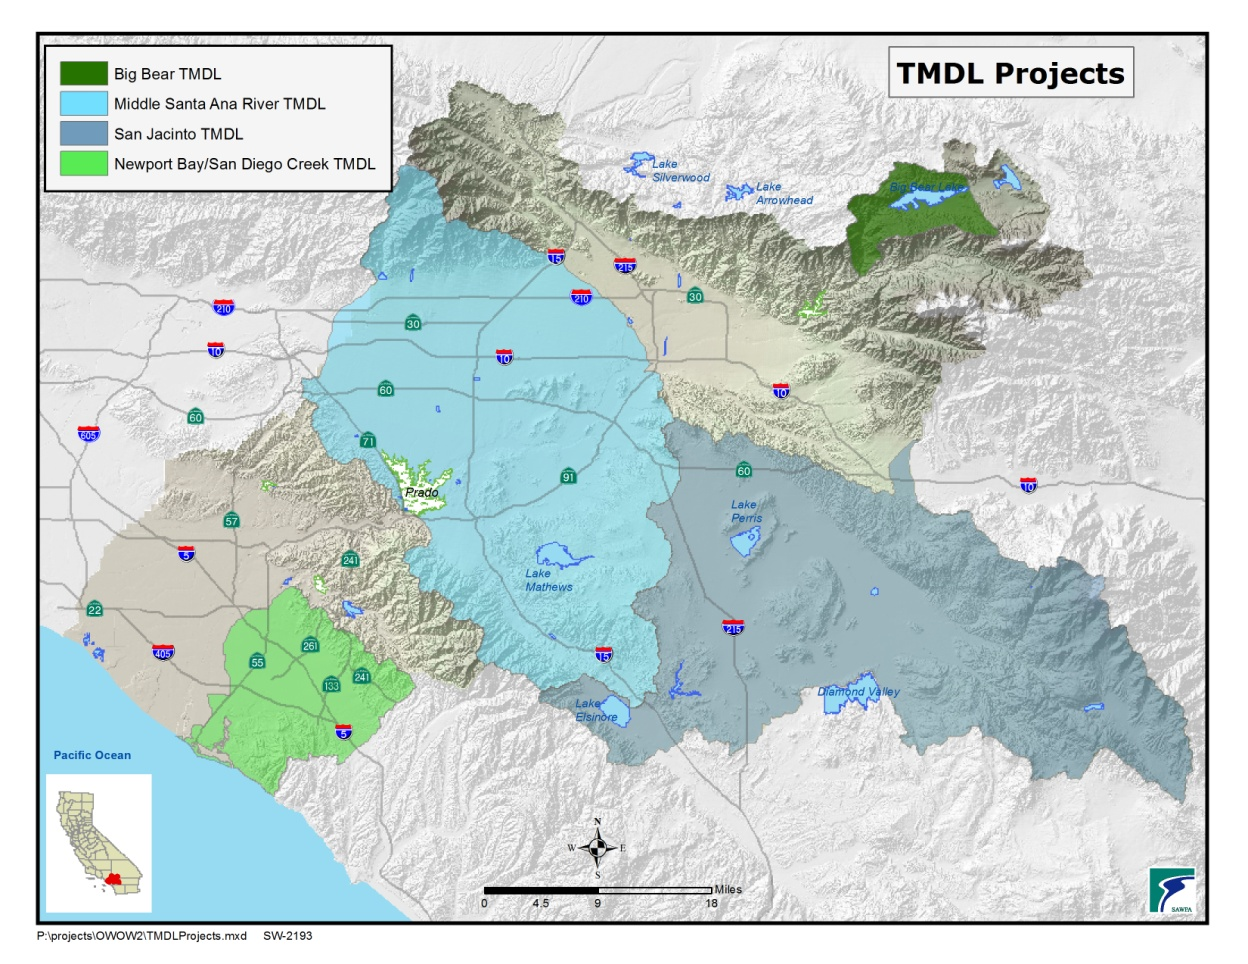 TMDL Projects
Big Bear TMDL
Middle Santa Ana River TMDL
San Jacinto TMDL
Newport Bay/San Diego Creek TMDL
Lake
Silverwood
Lake
Arrowhead
Big Bear Lake
15
215
210
30
210
30
10
10
60
10
60
605
71
91
60
10
Prado
Lake
Perris
57
5
241
Lake
Mathews
22
405
55
261
133
241
5
15
215
Lake
Elsinore
Diamond Valley
Pacific Ocean
N
W
E
S
Miles
0
4.5
9
18
SAWPA
P:\projects\OWOW2\TMDLProjects.mxd SW-2193